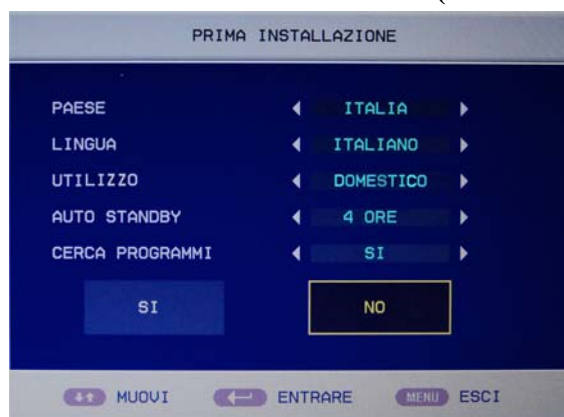 PRIMA INSTALLAZIONE
PAESE ITALIA
LINGUA ITALIANO
UTILIZZO DOMESTICO
AUTO STANDBY 4 ORE
CERCA PROGRAMMI SI
SI NO
MUOVI ENTRARE MENU ESCI